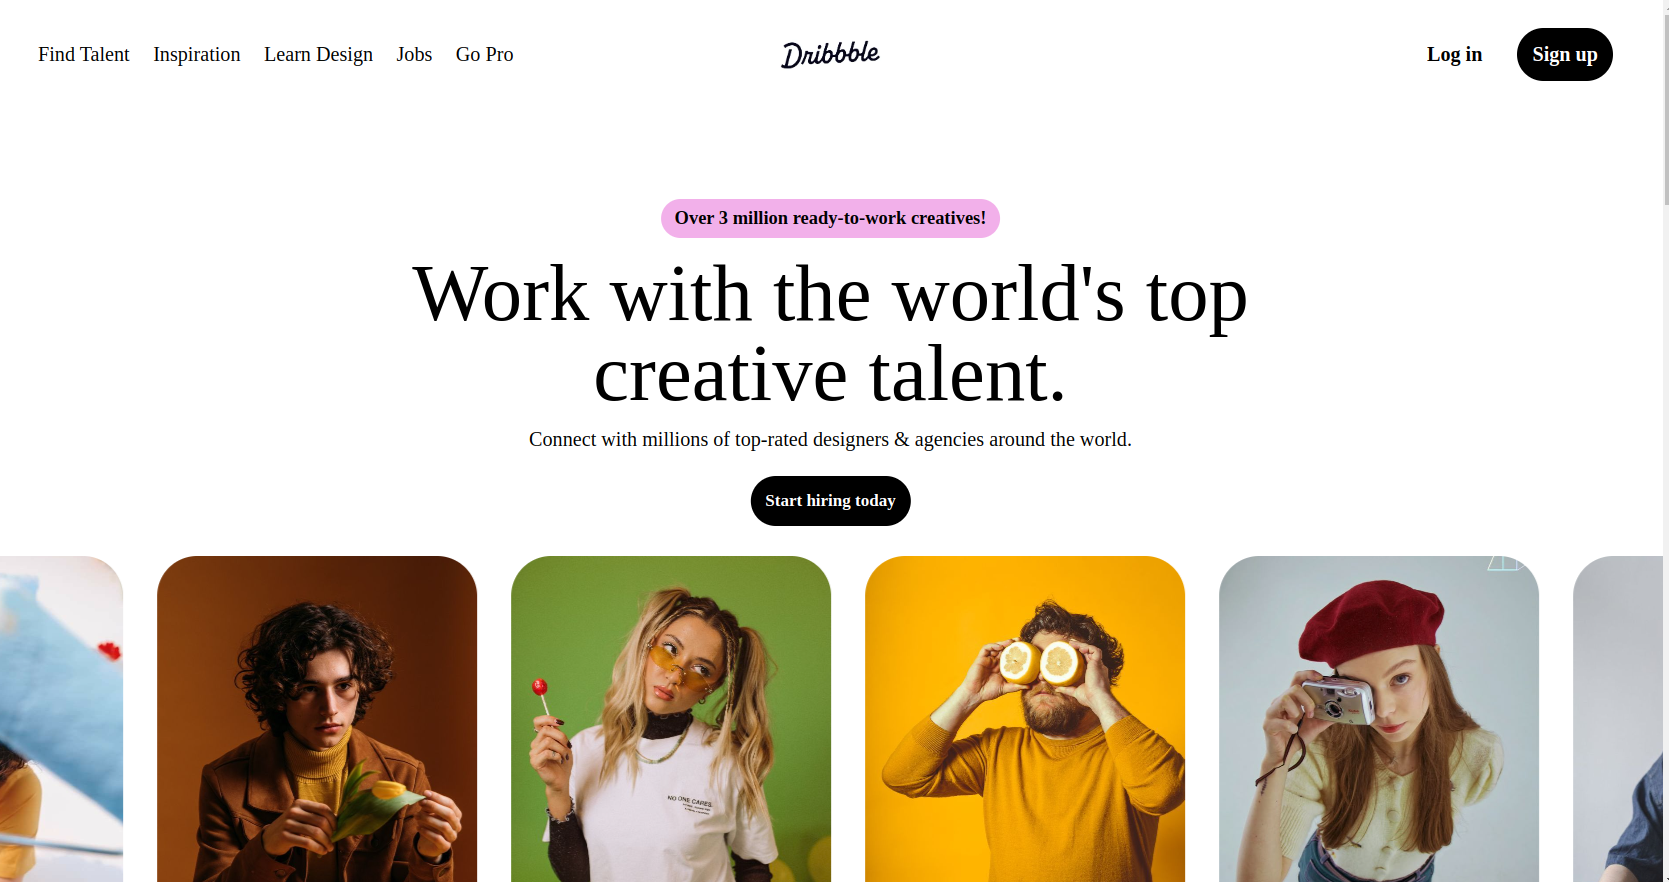 Find Talent Inspiration Learn Design Jobs Go Pro
Dribbble
Log in Sign up
Over 3 million ready-to-work creatives!
Work with the world's top
creative talent.
Connect with millions of top-rated designers & agencies around the world.
Start hiring today
NO ONE CARES